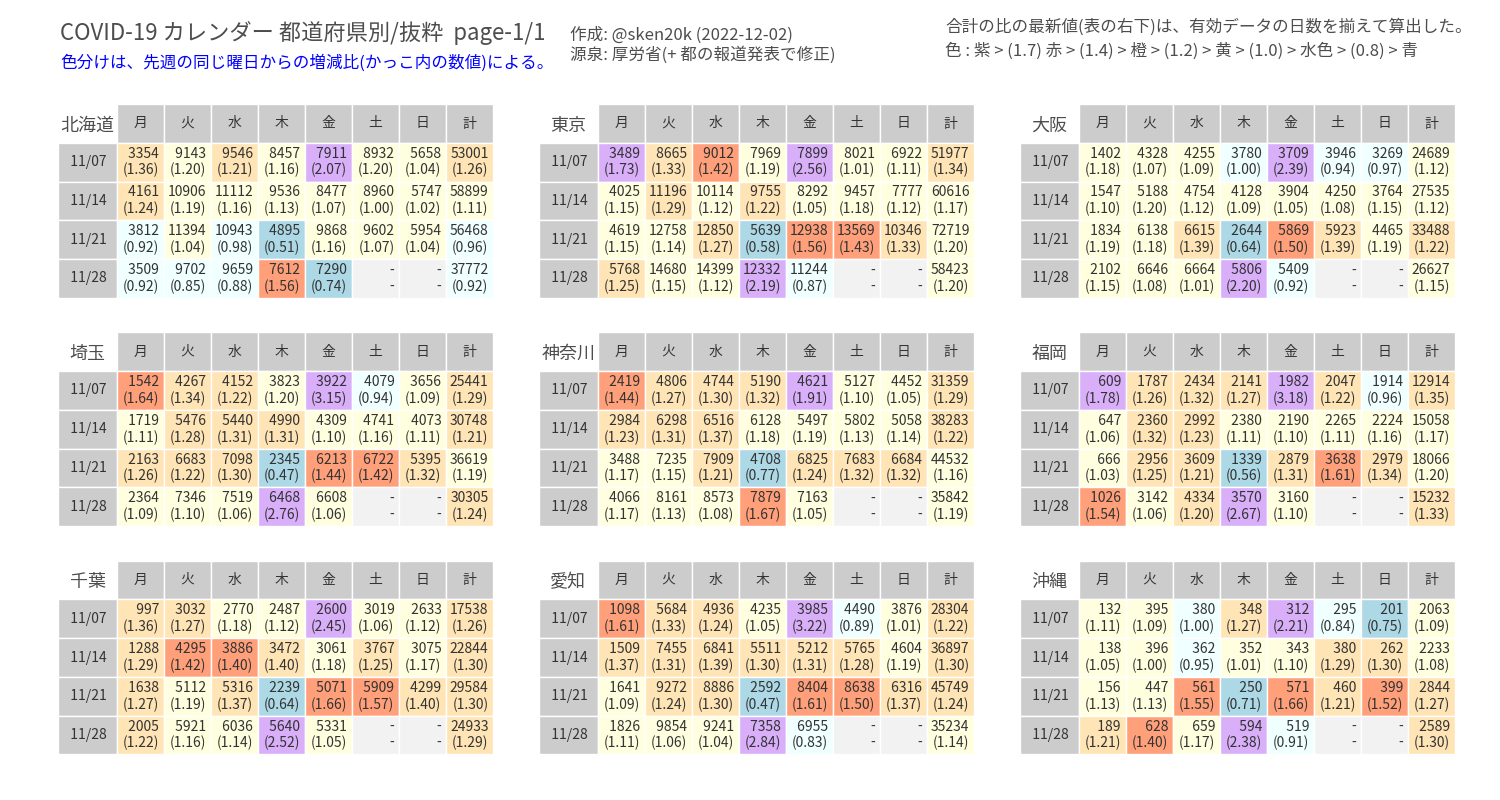 COVID-19 カレンダー 都道府県別/抜粋 page-1/1
色分けは、先週の同じ曜日からの増減比(かっこ内の数値)による。
作成: @sken20k (2022-12-02)
源泉: 厚労省(+ 都の報道発表で修正)
合計の比の最新値(表の右下)は、有効データの日数を揃えて算出した。
色 : 紫 > (1.7) 赤 > (1.4) > 橙 > (1.2) > 黄 > (1.0) > 水色 > (0.8) > 青
北海道 月 火 水 木 金 土 日 計
11/07 3354 9143 9546 8457 7911 8932 5658 53001
(1.36) (1.20) (1.21) (1.16) (2.07) (1.20) (1.04) (1.26)
11/14 4161 10906 11112 9536 8477 8960 5747 58899
(1.24) (1.19) (1.16) (1.13) (1.07) (1.00) (1.02) (1.11)
11/21 3812 11394 10943 4895 9868 9602 5954 56468
(0.92) (1.04) (0.98) (0.51) (1.16) (1.07) (1.04) (0.96)
11/28 3509 9702 9659 7612 7290 - - 37772
(0.92) (0.85) (0.88) (1.56) (0.74) - - (0.92)
東京 月 火 水 木 金 土 日 計
11/07 3489 8665 9012 7969 7899 8021 6922 51977
(1.73) (1.33) (1.42) (1.19) (2.56) (1.01) (1.11) (1.34)
11/14 4025 11196 10114 9755 8292 9457 7777 60616
(1.15) (1.29) (1.12) (1.22) (1.05) (1.18) (1.12) (1.17)
11/21 4619 12758 12850 5639 12938 13569 10346 72719
(1.15) (1.14) (1.27) (0.58) (1.56) (1.43) (1.33) (1.20)
11/28 5768 14680 14399 12332 11244 - - 58423
(1.25) (1.15) (1.12) (2.19) (0.87) - - (1.20)
大阪 月 火 水 木 金 土 日 計
11/07 1402 4328 4255 3780 3709 3946 3269 24689
(1.18) (1.07) (1.09) (1.00) (2.39) (0.94) (0.97) (1.12)
11/14 1547 5188 4754 4128 3904 4250 3764 27535
(1.10) (1.20) (1.12) (1.09) (1.05) (1.08) (1.15) (1.12)
11/21 1834 6138 6615 2644 5869 5923 4465 33488
(1.19) (1.18) (1.39) (0.64) (1.50) (1.39) (1.19) (1.22)
11/28 2102 6646 6664 5806 5409 - - 26627
(1.15) (1.08) (1.01) (2.20) (0.92) - - (1.15)
埼玉 月 火 水 木 金 土 日 計
11/07 1542 4267 4152 3823 3922 4079 3656 25441
(1.64) (1.34) (1.22) (1.20) (3.15) (0.94) (1.09) (1.29)
11/14 1719 5476 5440 4990 4309 4741 4073 30748
(1.11) (1.28) (1.31) (1.31) (1.10) (1.16) (1.11) (1.21)
11/21 2163 6683 7098 2345 6213 6722 5395 36619
(1.26) (1.22) (1.30) (0.47) (1.44) (1.42) (1.32) (1.19)
11/28 2364 7346 7519 6468 6608 - - 30305
(1.09) (1.10) (1.06) (2.76) (1.06) - - (1.24)
神奈川 月 火 水 木 金 土 日 計
11/07 2419 4806 4744 5190 4621 5127 4452 31359
(1.44) (1.27) (1.30) (1.32) (1.91) (1.10) (1.05) (1.29)
11/14 2984 6298 6516 6128 5497 5802 5058 38283
(1.23) (1.31) (1.37) (1.18) (1.19) (1.13) (1.14) (1.22)
11/21 3488 7235 7909 4708 6825 7683 6684 44532
(1.17) (1.15) (1.21) (0.77) (1.24) (1.32) (1.32) (1.16)
11/28 4066 8161 8573 7879 7163 - - 35842
(1.17) (1.13) (1.08) (1.67) (1.05) - - (1.19)
福岡 月 火 水 木 金 土 日 計
11/07 609 1787 2434 2141 1982 2047 1914 12914
(1.78) (1.26) (1.32) (1.27) (3.18) (1.22) (0.96) (1.35)
11/14 647 2360 2992 2380 2190 2265 2224 15058
(1.06) (1.32) (1.23) (1.11) (1.10) (1.11) (1.16) (1.17)
11/21 666 2956 3609 1339 2879 3638 2979 18066
(1.03) (1.25) (1.21) (0.56) (1.31) (1.61) (1.34) (1.20)
11/28 1026 3142 4334 3570 3160 - - 15232
(1.54) (1.06) (1.20) (2.67) (1.10) - - (1.33)
千葉 月 火 水 木 金 土 日 計
11/07 997 3032 2770 2487 2600 3019 2633 17538
(1.36) (1.27) (1.18) (1.12) (2.45) (1.06) (1.12) (1.26)
11/14 1288 4295 3886 3472 3061 3767 3075 22844
(1.29) (1.42) (1.40) (1.40) (1.18) (1.25) (1.17) (1.30)
11/21 1638 5112 5316 2239 5071 5909 4299 29584
(1.27) (1.19) (1.37) (0.64) (1.66) (1.57) (1.40) (1.30)
11/28 2005 5921 6036 5640 5331 - - 24933
(1.22) (1.16) (1.14) (2.52) (1.05) - - (1.29)
愛知 月 火 水 木 金 土 日 計
11/07 1098 5684 4936 4235 3985 4490 3876 28304
(1.61) (1.33) (1.24) (1.05) (3.22) (0.89) (1.01) (1.22)
11/14 1509 7455 6841 5511 5212 5765 4604 36897
(1.37) (1.31) (1.39) (1.30) (1.31) (1.28) (1.19) (1.30)
11/21 1641 9272 8886 2592 8404 8638 6316 45749
(1.09) (1.24) (1.30) (0.47) (1.61) (1.50) (1.37) (1.24)
11/28 1826 9854 9241 7358 6955 - - 35234
(1.11) (1.06) (1.04) (2.84) (0.83) - - (1.14)
沖縄 月 火 水 木 金 土 日 計
11/07 132 395 380 348 312 295 201 2063
(1.11) (1.09) (1.00) (1.27) (2.21) (0.84) (0.75) (1.09)
11/14 138 396 362 352 343 380 262 2233
(1.05) (1.00) (0.95) (1.01) (1.10) (1.29) (1.30) (1.08)
11/21 156 447 561 250 571 460 399 2844
(1.13) (1.13) (1.55) (0.71) (1.66) (1.21) (1.52) (1.27)
11/28 189 628 659 594 519 - - 2589
(1.21) (1.40) (1.17) (2.38) (0.91) - - (1.30)